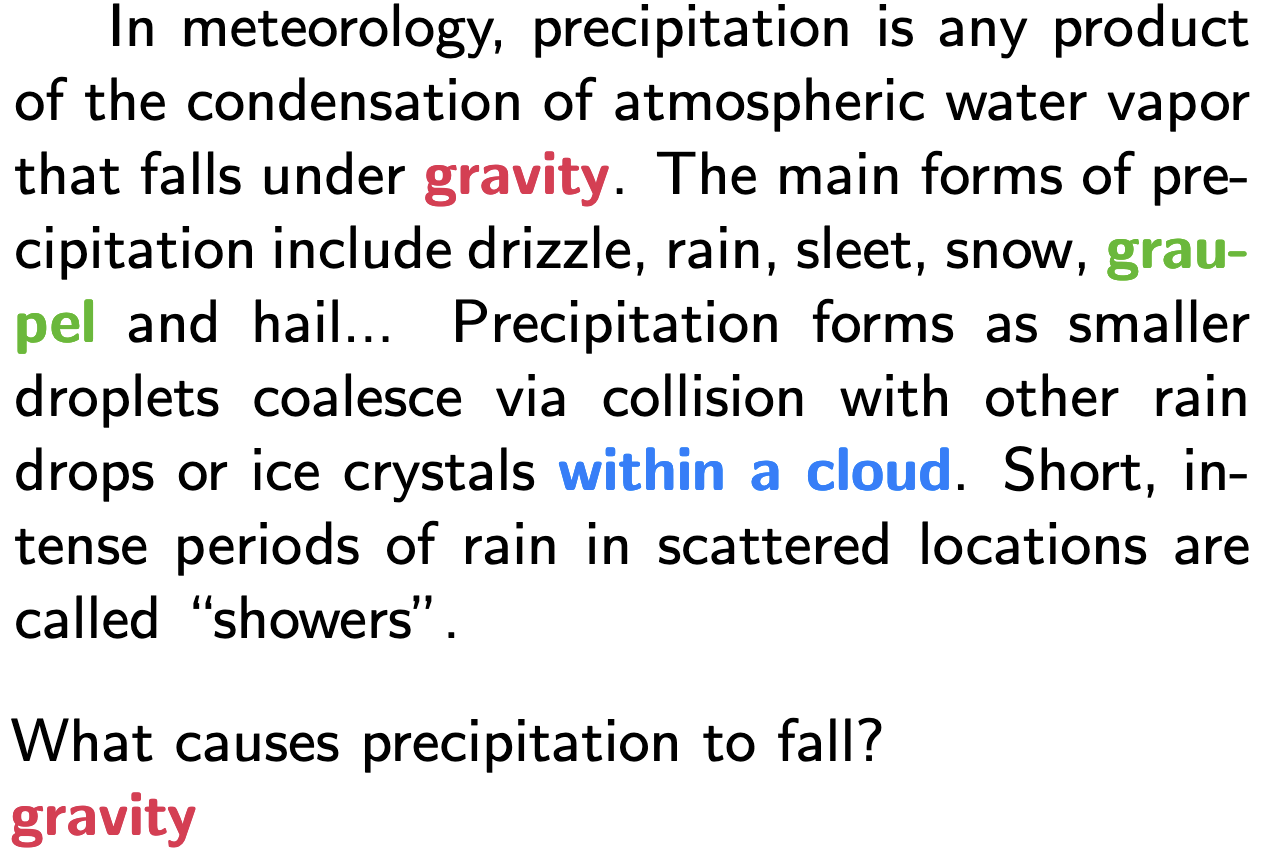 In meteorology, precipitation is any product
of the condensation of atmospheric water vapor
that falls under gravity. The main forms of pre-
cipitation include drizzle, rain, sleet, snow, grau-
pel and hail... Precipitation forms as smaller
droplets coalesce via collision with other rain
drops or ice crystals within a cloud. Short, in-
tense periods of rain in scattered locations are
called “showers”.
What causes precipitation to fall?
gravity